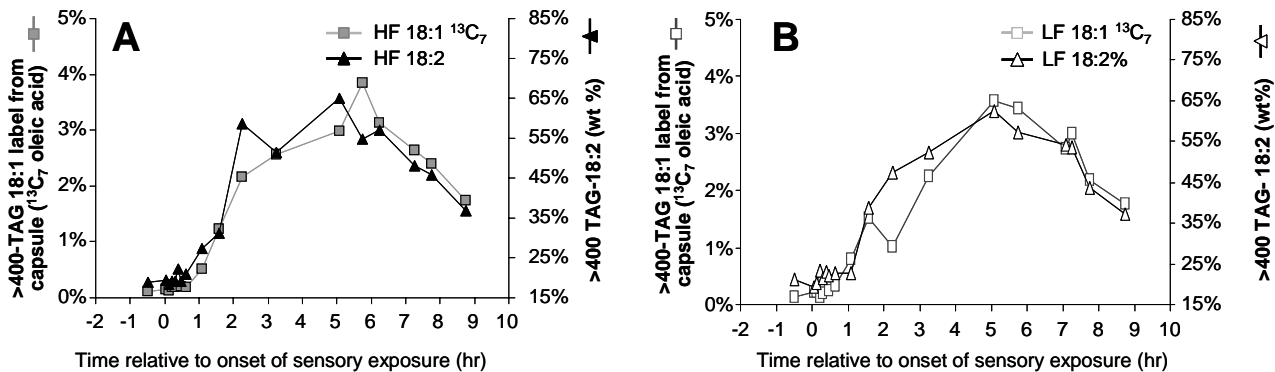 A
HF 18:1 ¹³C₇
HF 18:2
5%
4%
3%
2%
1%
0%
85%
75%
65%
55%
45%
35%
25%
15%
-2 -1 0 1 2 3 4 5 6 7 8 9 10
Time relative to onset of sensory exposure (hr)
>400-TAG 18:1 label from
capsule (¹³C₇ oleic acid)
>400 TAG-18:2 (wt %)
B
LF 18:1 ¹³C₇
LF 18:2%
5%
4%
3%
2%
1%
0%
85%
75%
65%
55%
45%
35%
25%
15%
-2 -1 0 1 2 3 4 5 6 7 8 9 10
Time relative to onset of sensory exposure (hr)
>400-TAG 18:1 label from
capsule (¹³C₇ oleic acid)
>400 TAG- 18:2 (wt%)